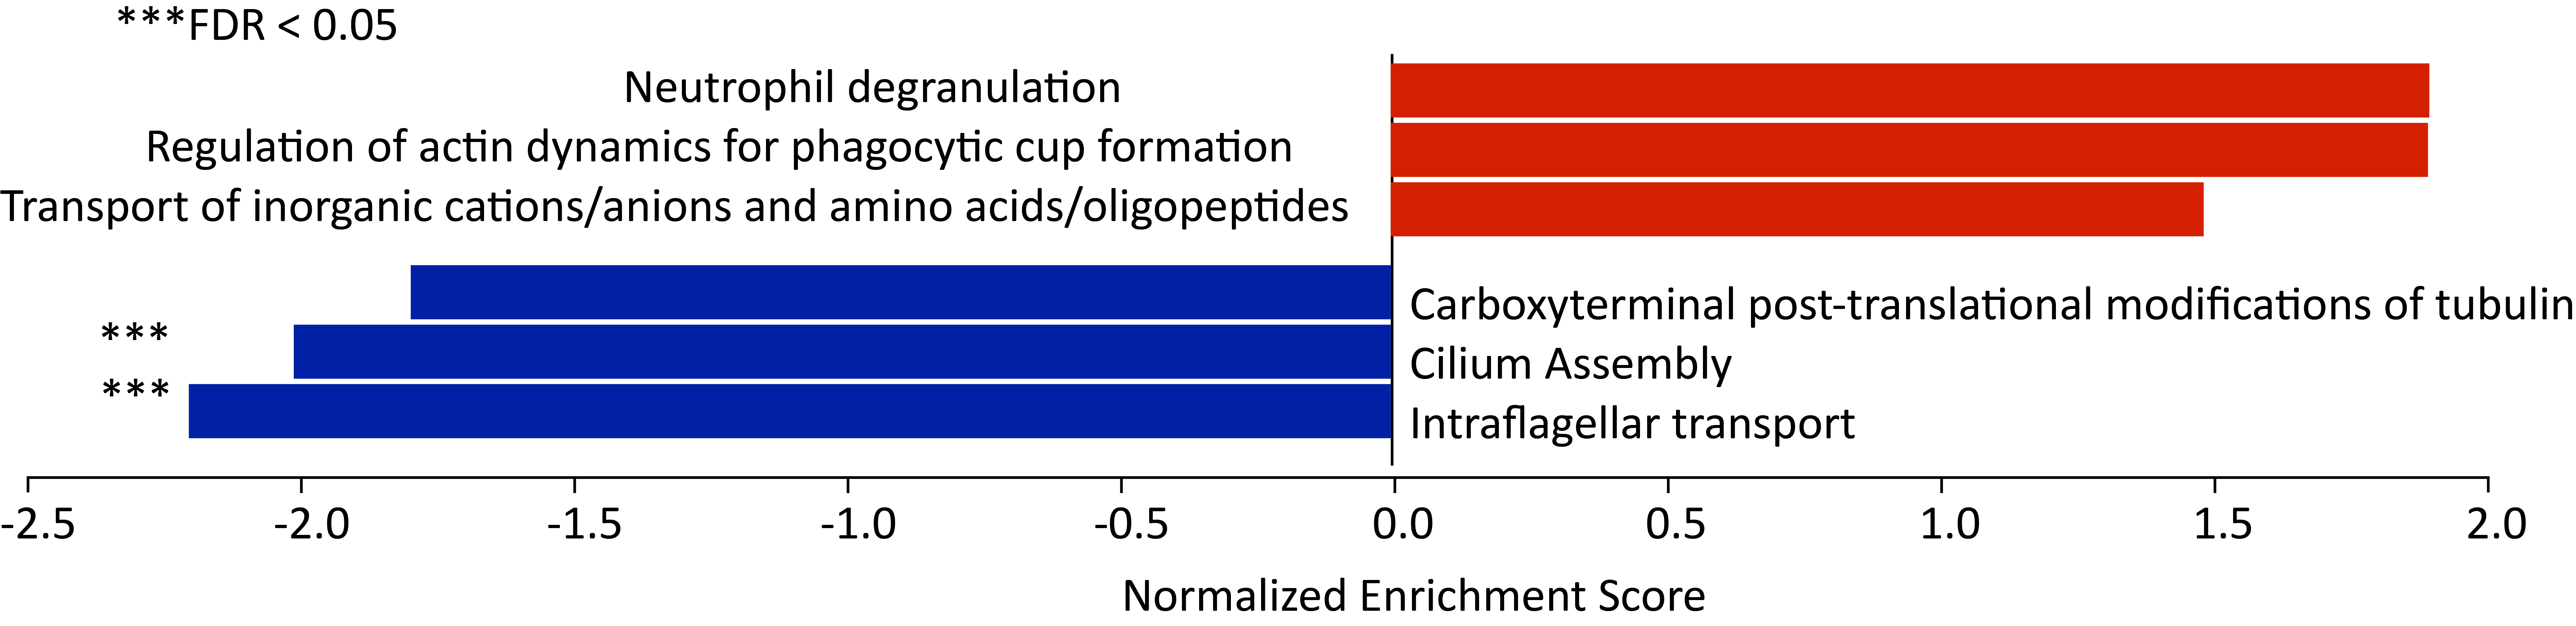 ***FDR < 0.05
Neutrophil degranulation
Regulation of actin dynamics for phagocytic cup formation
Transport of inorganic cations/anions and amino acids/oligopeptides
Carboxyterminal post-translational modifications of tubulin
*** Cilium Assembly
*** Intraflagellar transport
-2.5 -2.0 -1.5 -1.0 -0.5 0.0 0.5 1.0 1.5 2.0
Normalized Enrichment Score